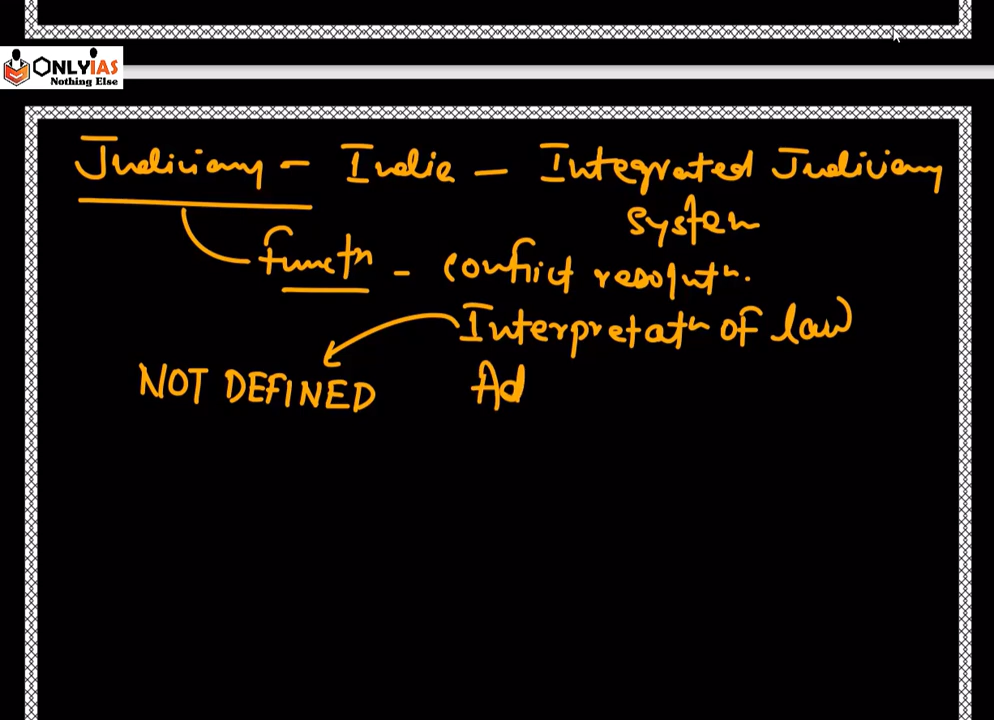 ONLYIAS
Nothing Else
Judiciary - India - Integrated Judiciary
system
functn - conflict resolutn.
Interpretatn of law
NOT DEFINED Ad